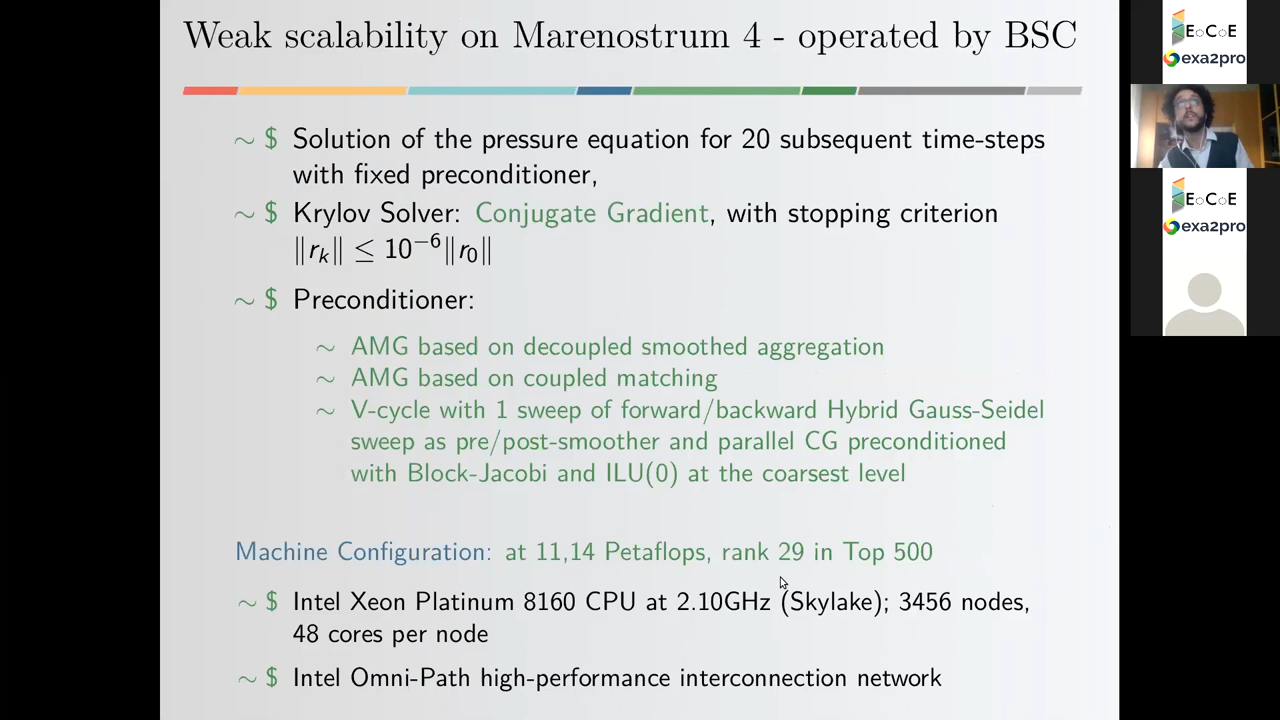 Weak scalability on Marenostrum 4 - operated by BSC
∼ $ Solution of the pressure equation for 20 subsequent time-steps
with fixed preconditioner,
∼ $ Krylov Solver: Conjugate Gradient, with stopping criterion
‖r_k‖ ≤ 10⁻⁶‖r_0‖
∼ $ Preconditioner:
∼ AMG based on decoupled smoothed aggregation
∼ AMG based on coupled matching
∼ V-cycle with 1 sweep of forward/backward Hybrid Gauss-Seidel
sweep as pre/post-smoother and parallel CG preconditioned
with Block-Jacobi and ILU(0) at the coarsest level
Machine Configuration: at 11,14 Petaflops, rank 29 in Top 500
∼ $ Intel Xeon Platinum 8160 CPU at 2.10GHz (Skylake); 3456 nodes,
48 cores per node
∼ $ Intel Omni-Path high-performance interconnection network
EoCoE
exa2pro
EoCoE
exa2pro